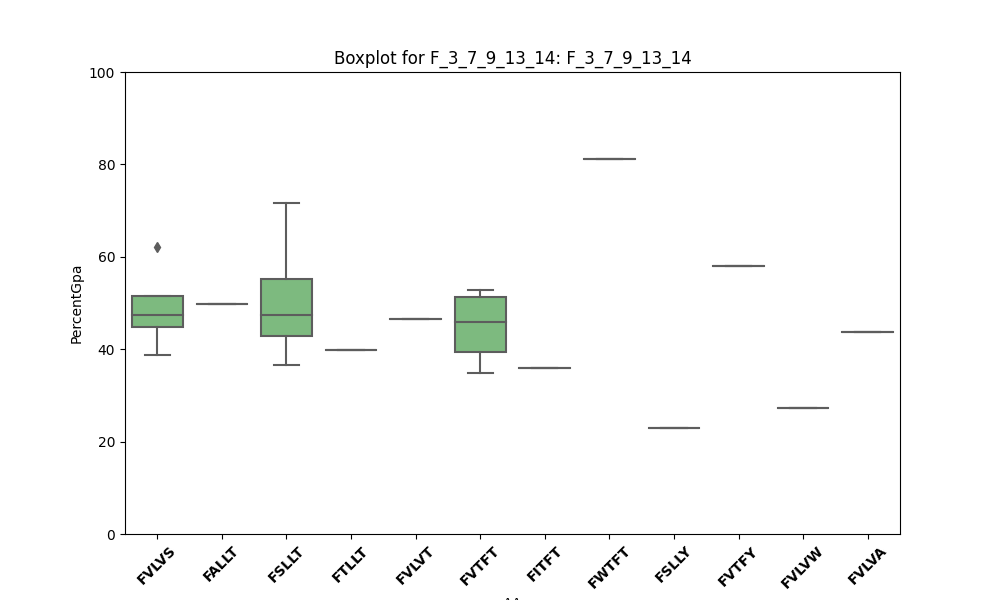 Boxplot for F_3_7_9_13_14: F_3_7_9_13_14
100
80
60
40
20
0
PercentGpa
FVLVS
FALLT
FSLLT
FTLLT
FVLVT
FVTFT
FITFT
FWTFT
FSLLY
FVTFY
FVLVW
FVLVA